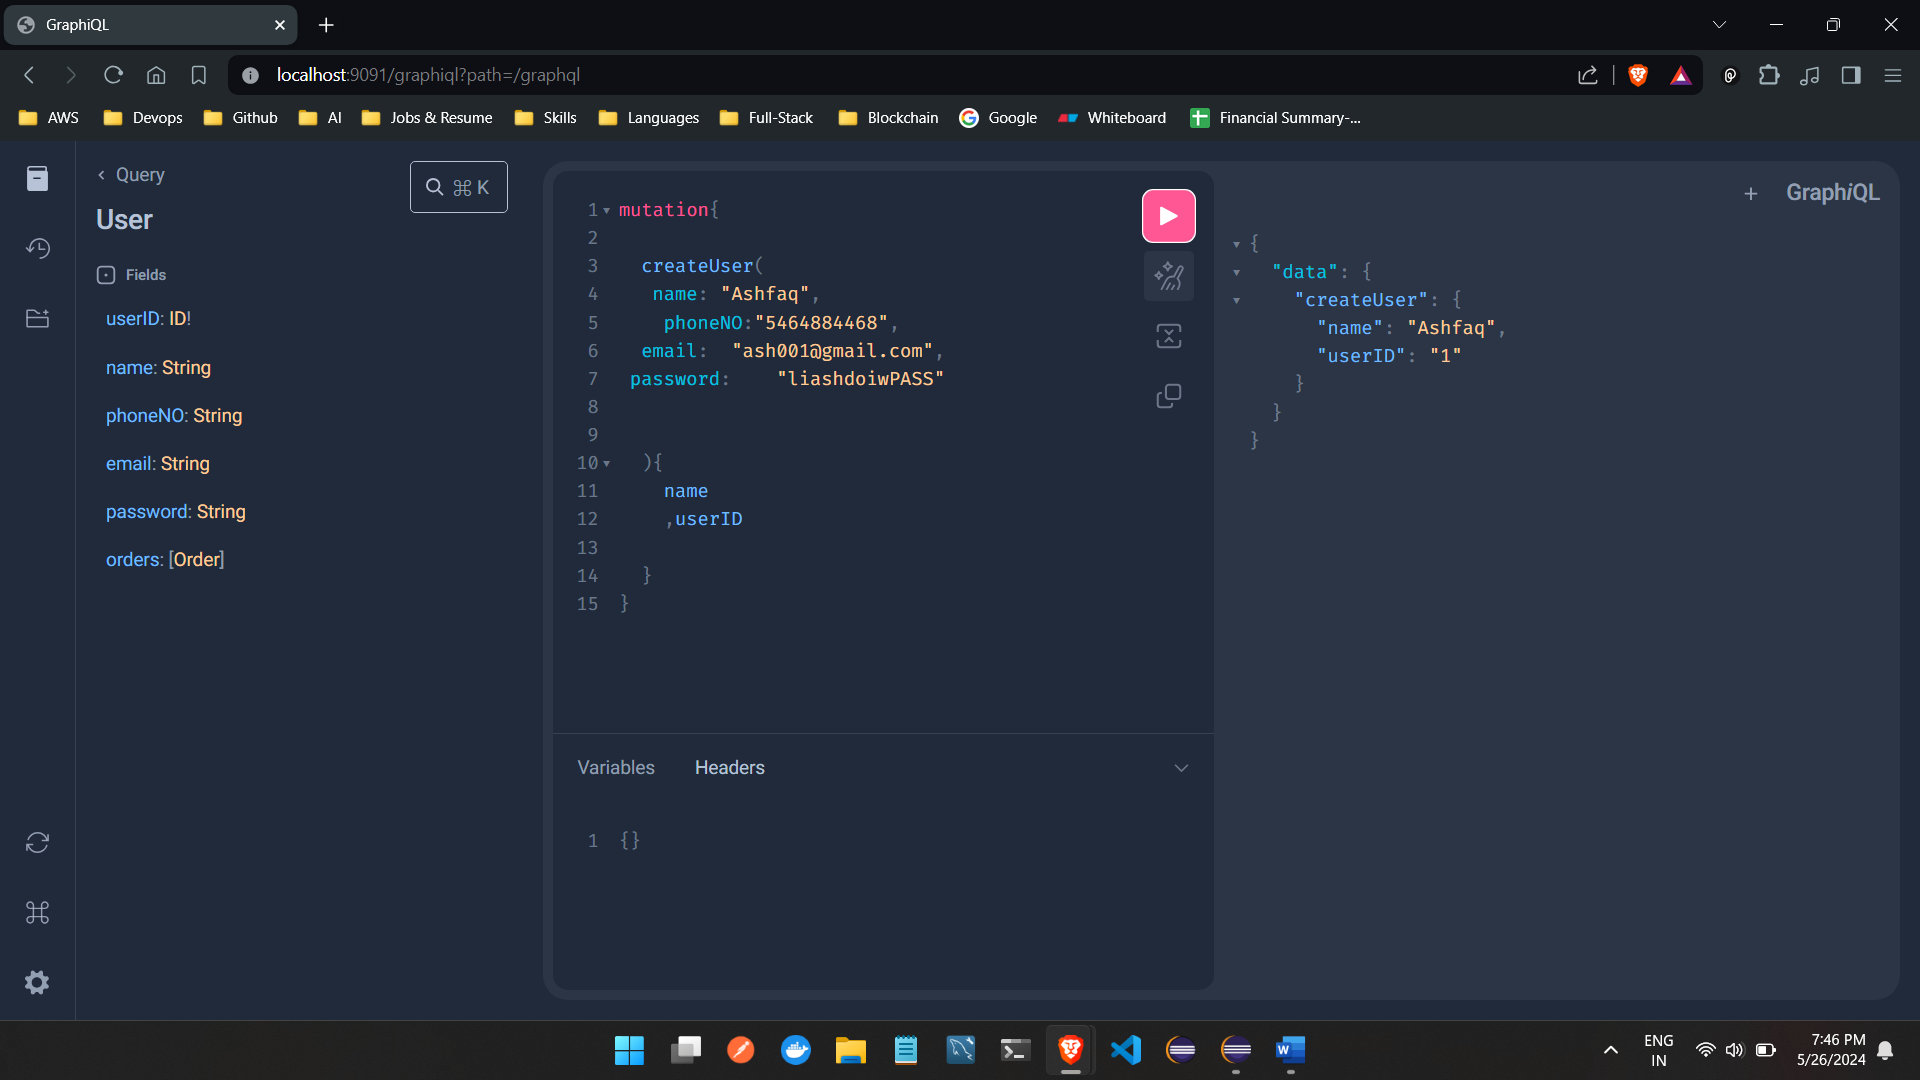 GraphiQL
localhost:9091/graphiql?path=/graphql
AWS Devops Github AI Jobs & Resume Skills Languages Full-Stack Blockchain Google Whiteboard Financial Summary-...
Query
⌘ K
User
Fields
userID: ID!
name: String
phoneNO: String
email: String
password: String
orders: [Order]
1 mutation{
2
3 createUser(
4 name: "Ashfaq",
5 phoneNO:"5464884468",
6 email: "ash001@gmail.com",
7 password: "liashdoiwPASS"
8
9
10 ){
11 name
12 ,userID
13
14 }
15 }
Variables Headers
1 {}
+ GraphiQL
{
"data": {
"createUser": {
"name": "Ashfaq",
"userID": "1"
}
}
}
W
ENG
IN
7:46 PM
5/26/2024